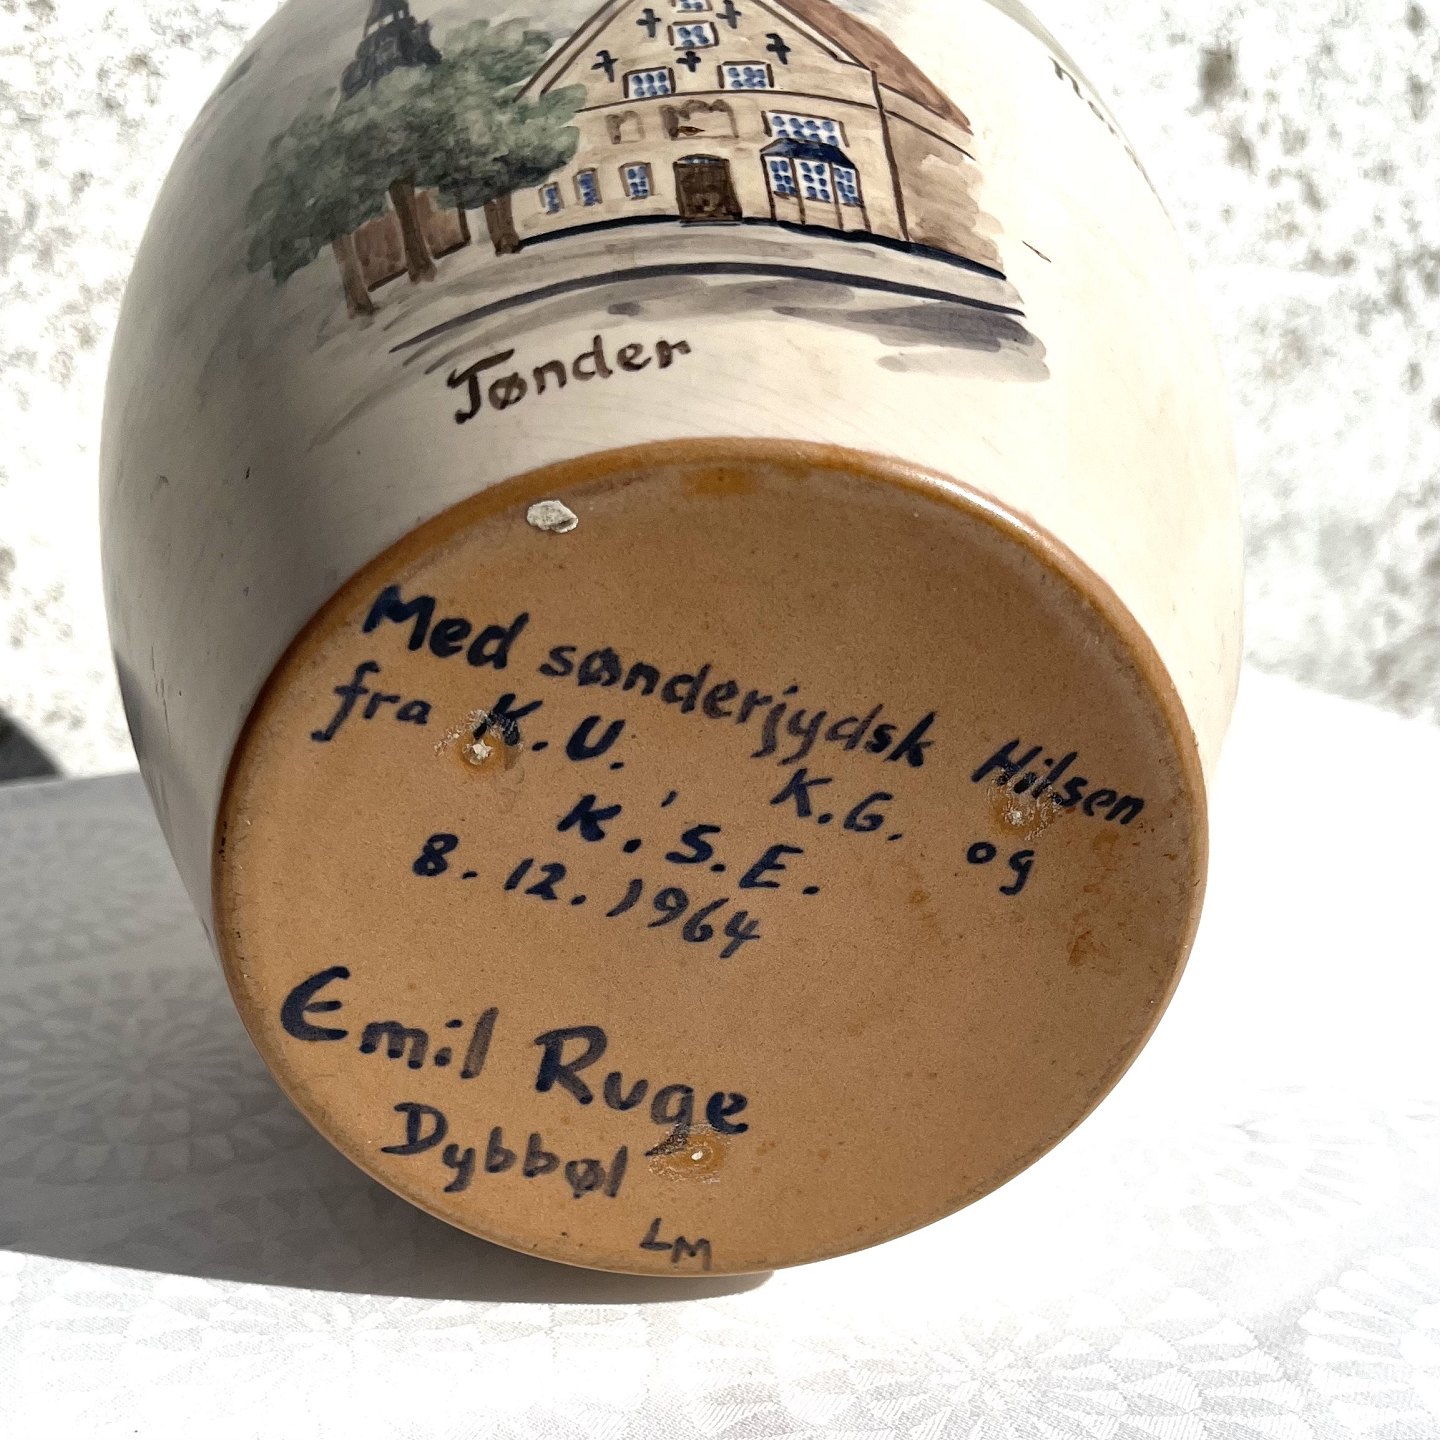 Tønder
Med sønderjydsk Hilsen
fra K.U., K.G. og
K.S.E.
8.12.1964
Emil Ruge
Dybbøl
LM